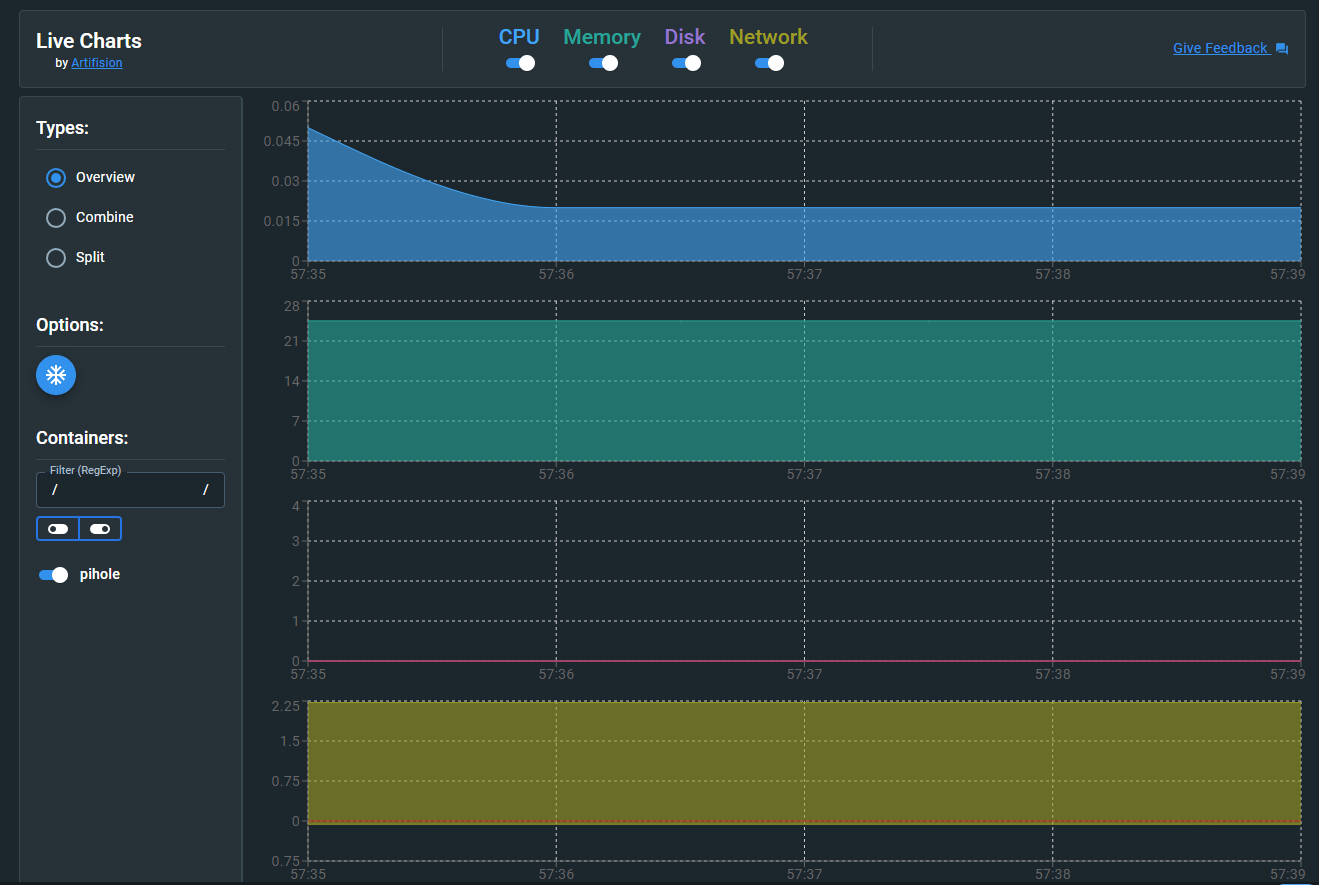 Live Charts
by Artifision
CPU Memory Disk Network
Give Feedback
Types:
Overview
Combine
Split
Options:
Containers:
Filter (RegExp)
/ /
pihole
0.06
0.045
0.03
0.015
0
57:35 57:36 57:37 57:38 57:39
28
21
14
7
0
57:35 57:36 57:37 57:38 57:39
4
3
2
1
0
57:35 57:36 57:37 57:38 57:39
2.25
1.5
0.75
0
0.75
57:35 57:36 57:37 57:38 57:39